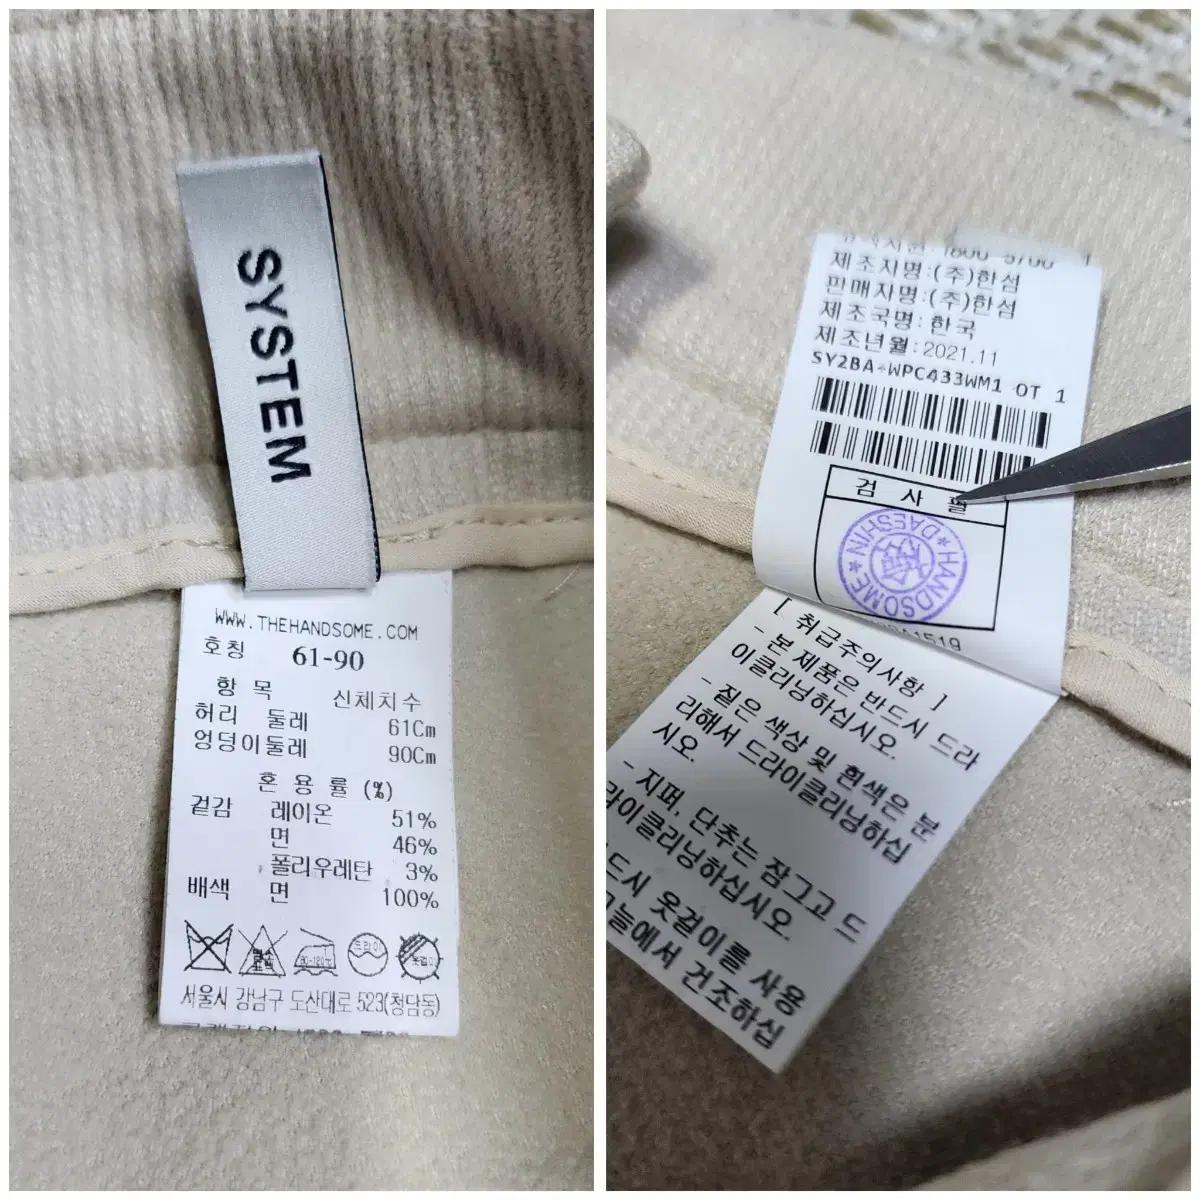 SYSTEM
WWW.THEHANDSOME.COM
호칭 61-90
항 목 신체치수
허리 둘레 61Cm
엉덩이둘레 90Cm
혼 용 률 (%)
겉감 레이온 51%
면 46%
폴리우레탄 3%
배색 면 100%
드라이
옷걸이
서울시 강남구 도산대로 523(청담동)
제조자명:(주)한섬
판매자명:(주)한섬
제조국명: 한국
제조년월: 2021.11
SY2BA-WPC433WM1 OT 1
검 사 필
HANDSOME * DAESHIN *
[ 취급주의사항 ]
- 본 제품은 반드시 드라
이클리닝하십시오.
- 짙은 색상 및 흰색은 분
리해서 드라이클리닝하십
시오.
- 지퍼, 단추는 잠그고 드
라이클리닝하십시오.
드시 옷걸이를 사용
그늘에서 건조하십